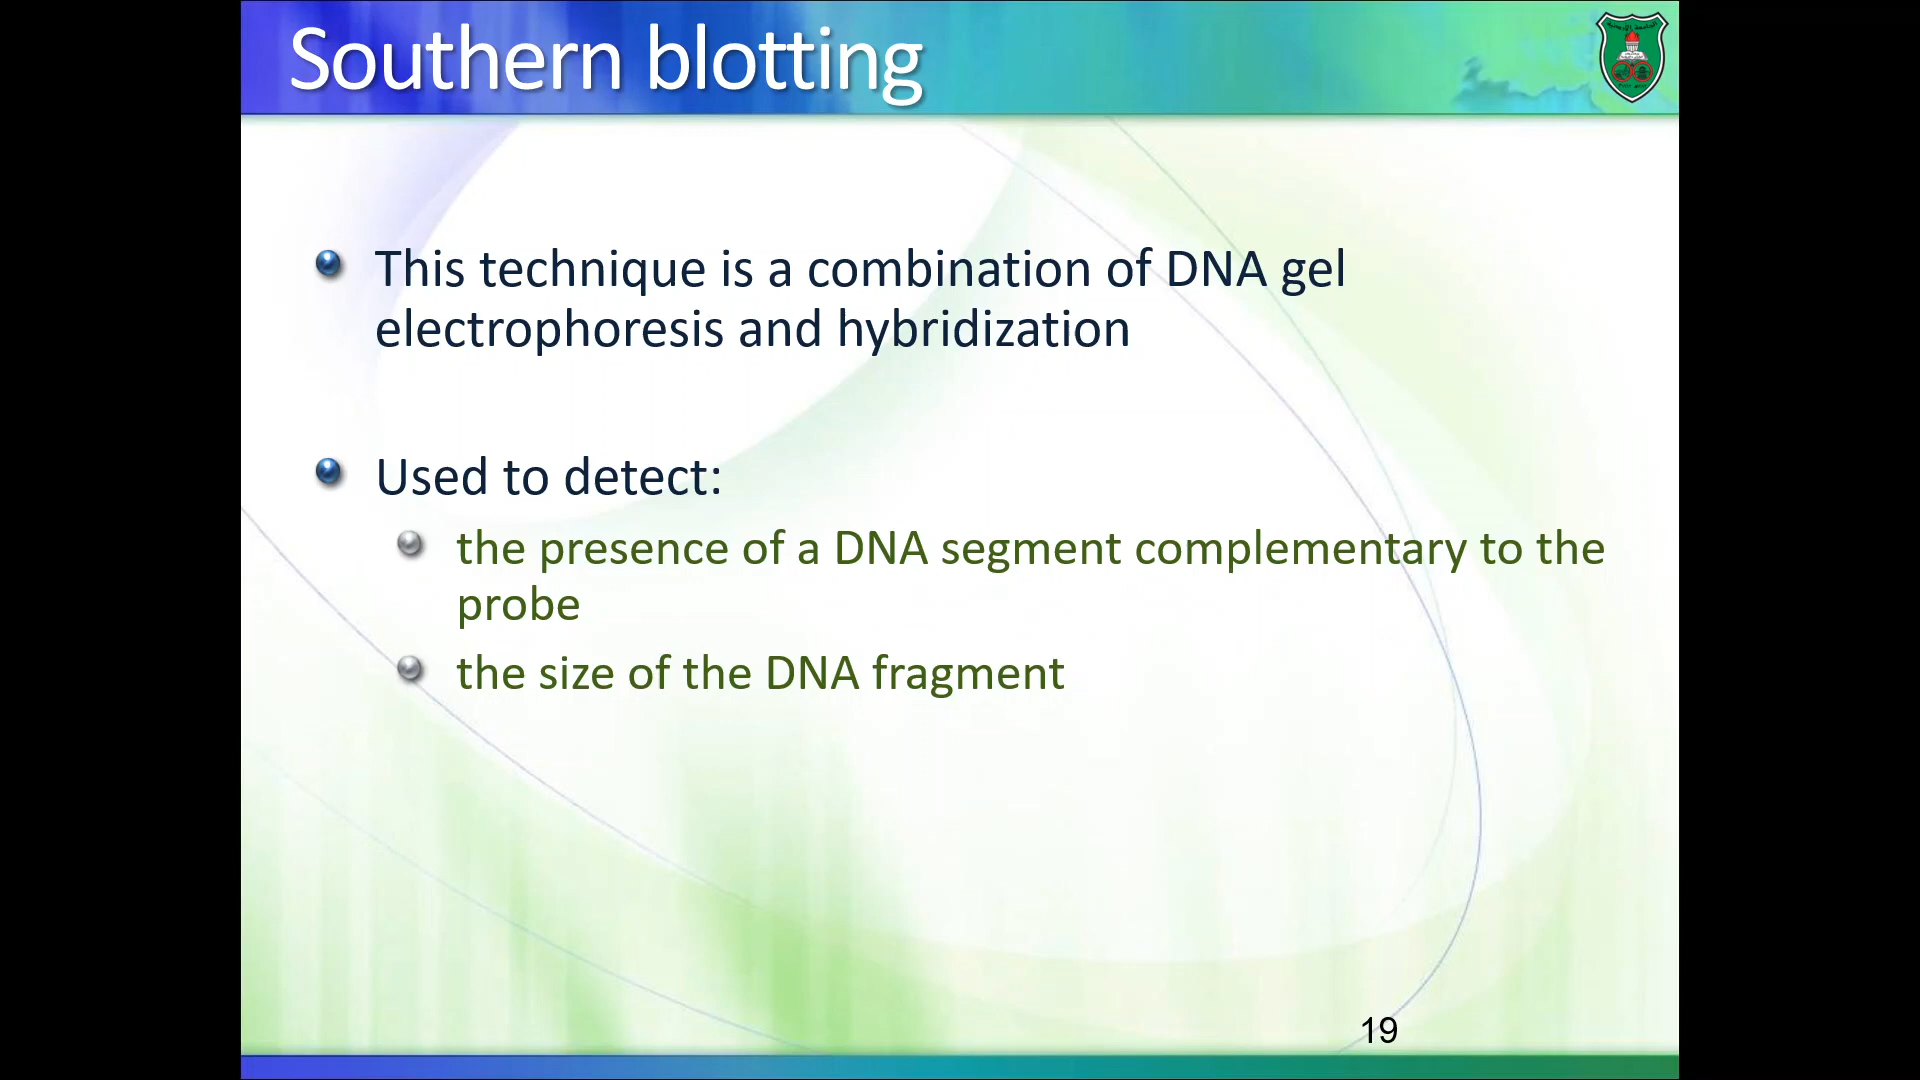 Southern blotting
This technique is a combination of DNA gel
electrophoresis and hybridization
Used to detect:
the presence of a DNA segment complementary to the
probe
the size of the DNA fragment
19